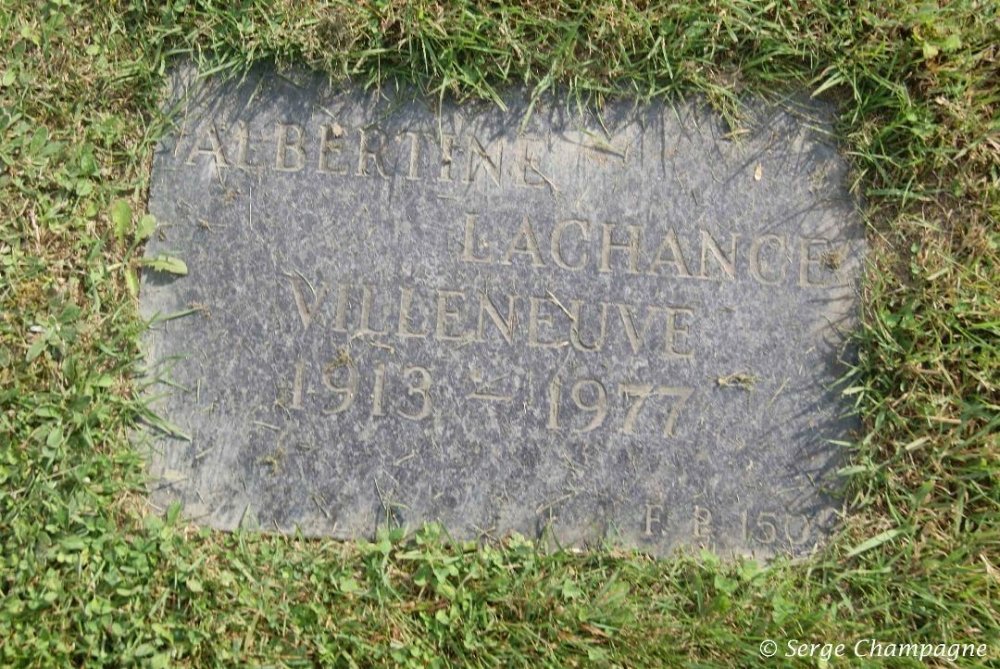 ALBERTINE
LACHANCE
VILLENEUVE
1913 - 1977
F. P. 150
© Serge Champagne